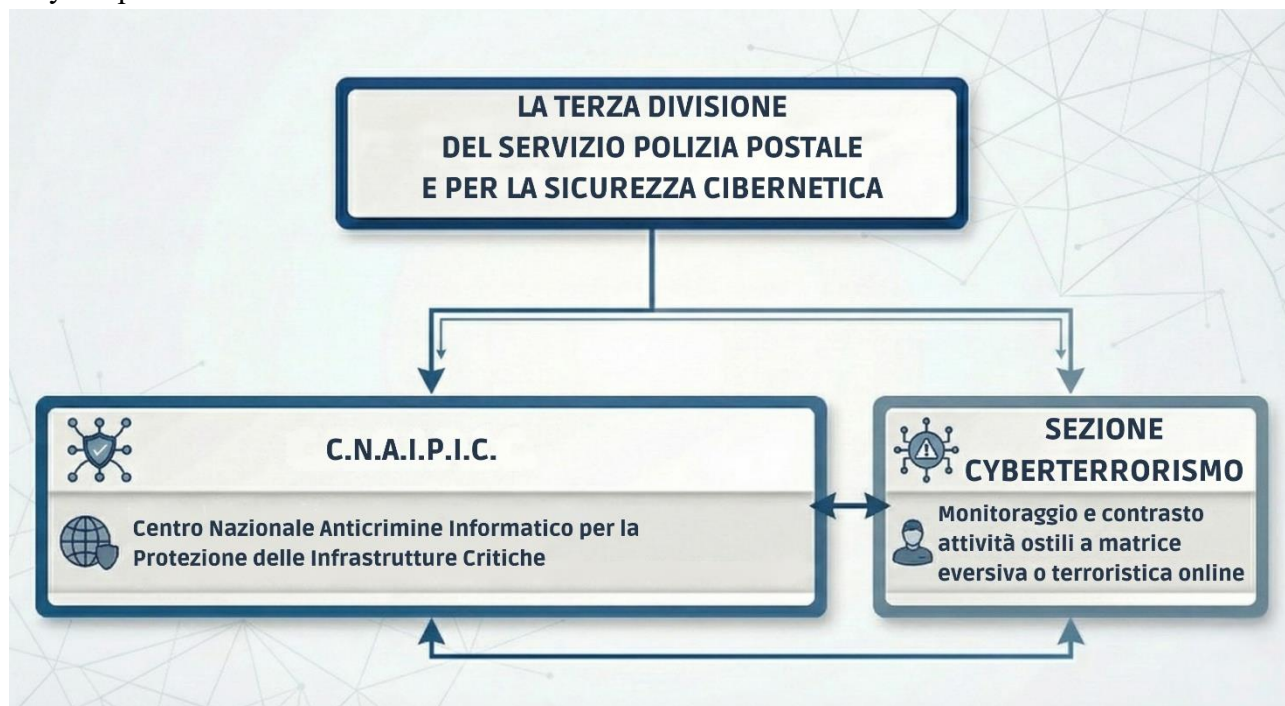 LA TERZA DIVISIONE
DEL SERVIZIO POLIZIA POSTALE
E PER LA SICUREZZA CIBERNETICA
C.N.A.I.P.I.C.
Centro Nazionale Anticrimine Informatico per la
Protezione delle Infrastrutture Critiche
SEZIONE
CYBERTERRORISMO
Monitoraggio e contrasto
attività ostili a matrice
eversiva o terroristica online